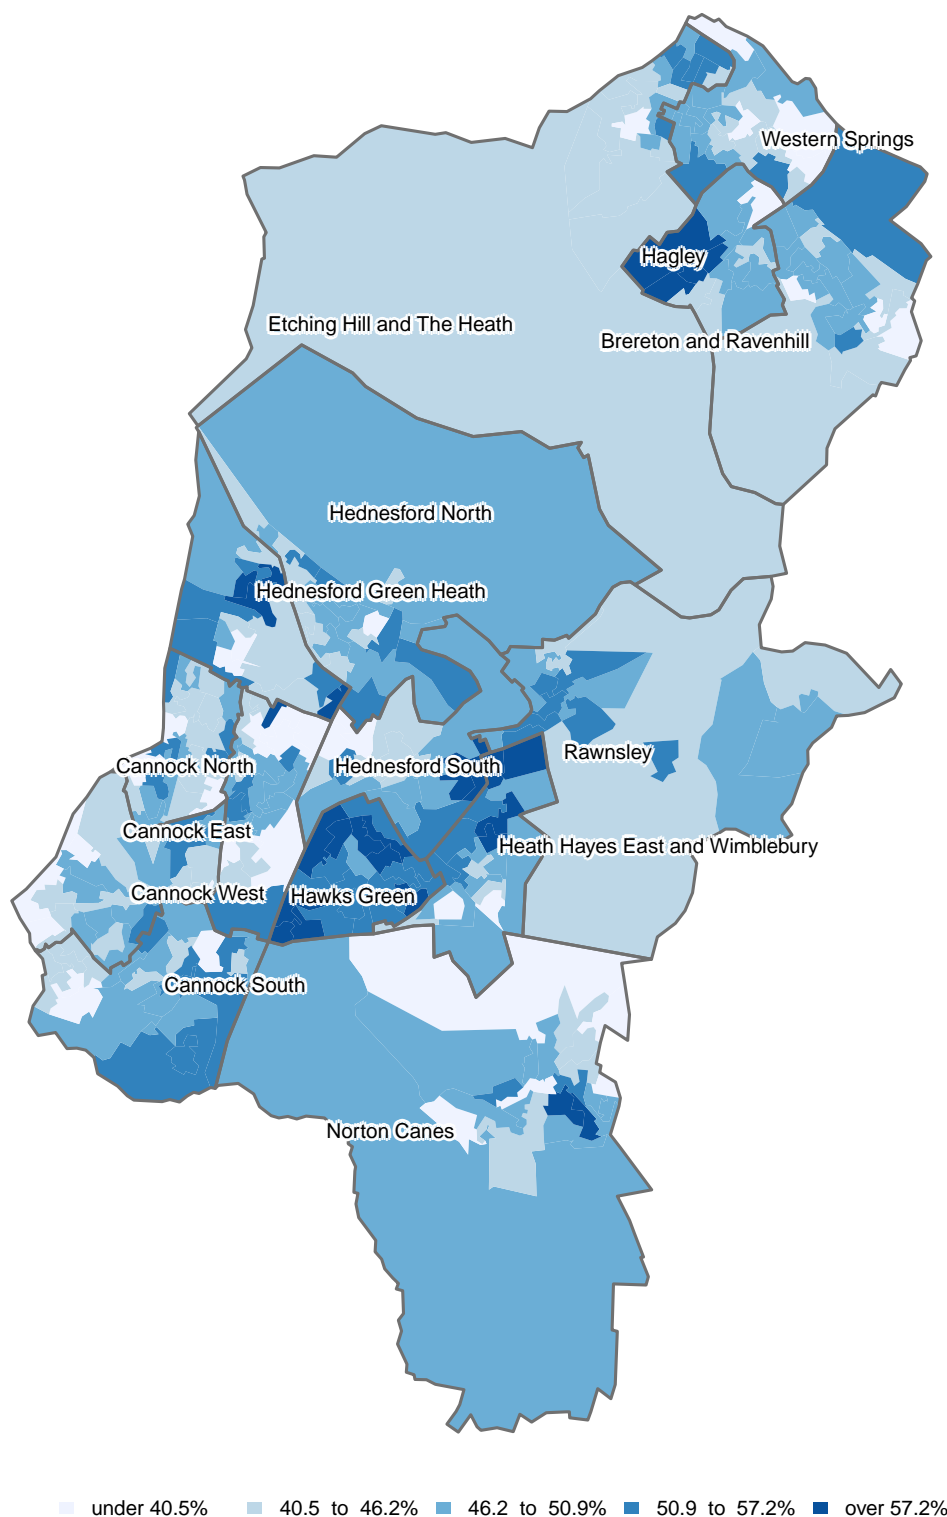 Western Springs
Hagley
Etching Hill and The Heath
Brereton and Ravenhill
Hednesford North
Hednesford Green Heath
Rawnsley
Cannock North
Hednesford South
Cannock East
Heath Hayes East and Wimblebury
Cannock West
Hawks Green
Cannock South
Norton Canes
under 40.5% 40.5 to 46.2% 46.2 to 50.9% 50.9 to 57.2% over 57.2%